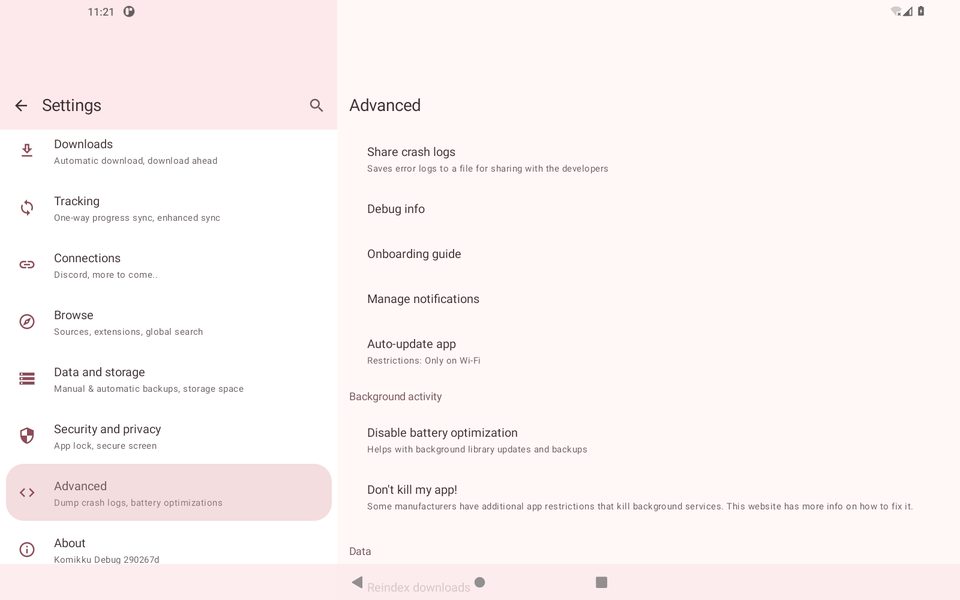 11:21
Settings
Downloads
Automatic download, download ahead
Tracking
One-way progress sync, enhanced sync
Connections
Discord, more to come..
Browse
Sources, extensions, global search
Data and storage
Manual & automatic backups, storage space
Security and privacy
App lock, secure screen
Advanced
Dump crash logs, battery optimizations
About
Komikku Debug 290267d
Advanced
Share crash logs
Saves error logs to a file for sharing with the developers
Debug info
Onboarding guide
Manage notifications
Auto-update app
Restrictions: Only on Wi-Fi
Background activity
Disable battery optimization
Helps with background library updates and backups
Don't kill my app!
Some manufacturers have additional app restrictions that kill background services. This website has more info on how to fix it.
Data
Reindex downloads